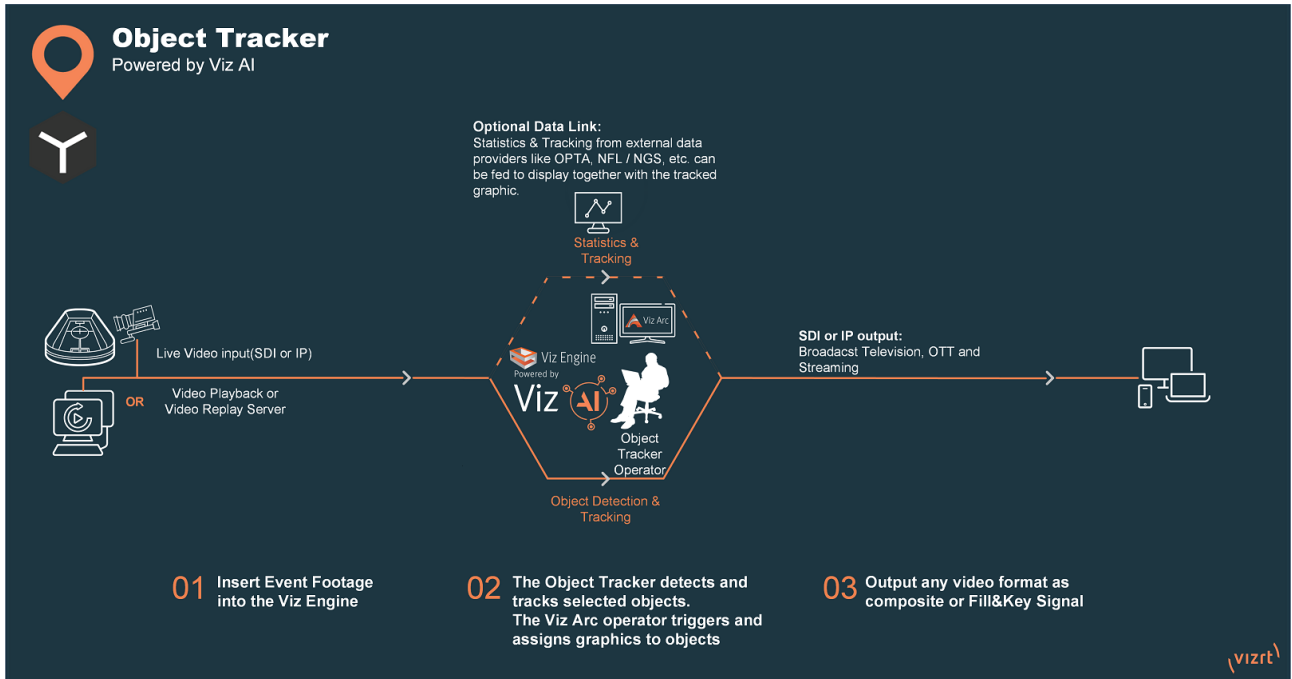 Object Tracker
Powered by Viz AI
Optional Data Link:
Statistics & Tracking from external data
providers like OPTA, NFL / NGS, etc. can
be fed to display together with the tracked
graphic.
Statistics &
Tracking
Viz Arc
Viz Engine
Powered by
Viz AI
Object
Tracker
Operator
Object Detection &
Tracking
Live Video input(SDI or IP)
OR
Video Playback or
Video Replay Server
SDI or IP output:
Broadacst Television, OTT and
Streaming
01 Insert Event Footage
into the Viz Engine
02 The Object Tracker detects and
tracks selected objects.
The Viz Arc operator triggers and
assigns graphics to objects
03 Output any video format as
composite or Fill&Key Signal
vizrt